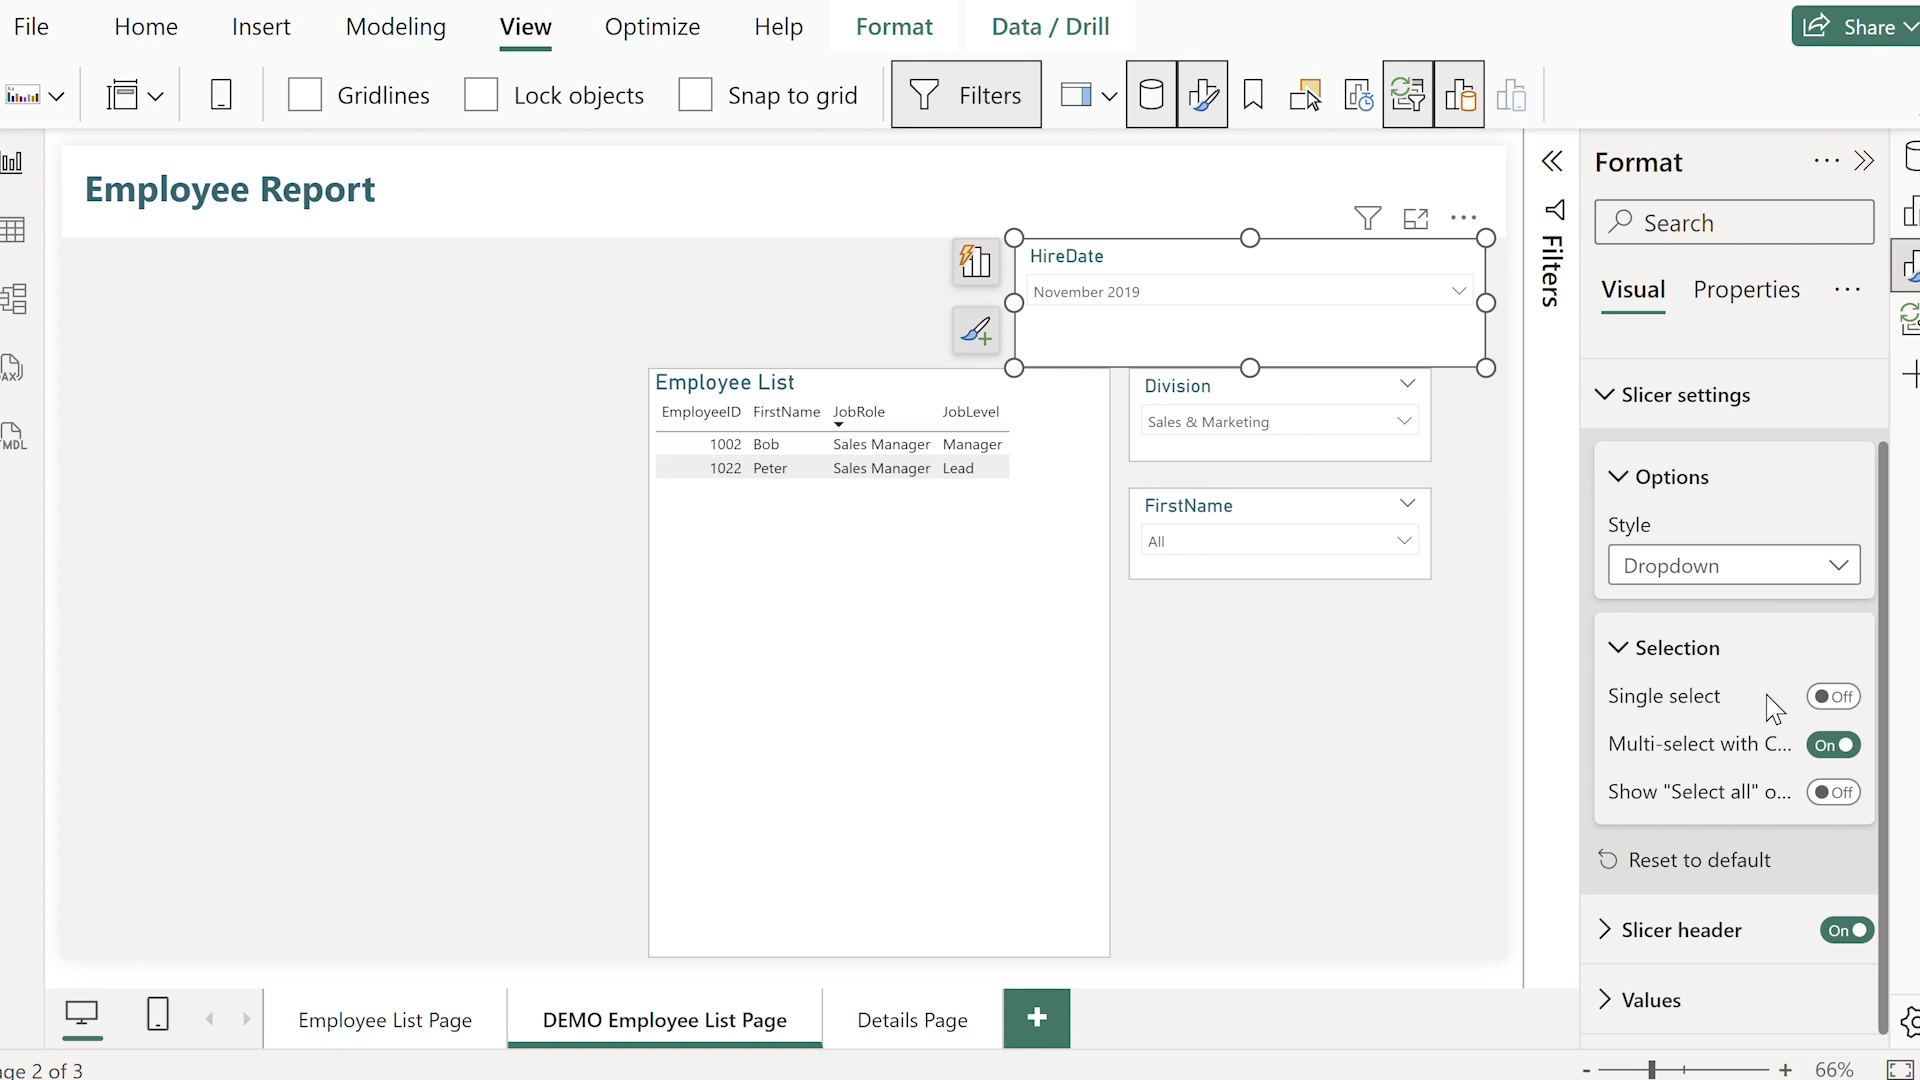 File Home Insert Modeling View Optimize Help Format Data / Drill Share
Gridlines Lock objects Snap to grid Filters
Employee Report
HireDate
November 2019
Employee List
EmployeeID FirstName JobRole JobLevel
1002 Bob Sales Manager Manager
1022 Peter Sales Manager Lead
Division
Sales & Marketing
FirstName
All
Filters
Format
Search
Visual Properties
Slicer settings
Options
Style
Dropdown
Selection
Single select Off
Multi-select with C... On
Show "Select all" o... Off
Reset to default
Slicer header On
Values
Employee List Page DEMO Employee List Page Details Page
age 2 of 3
- + 66%